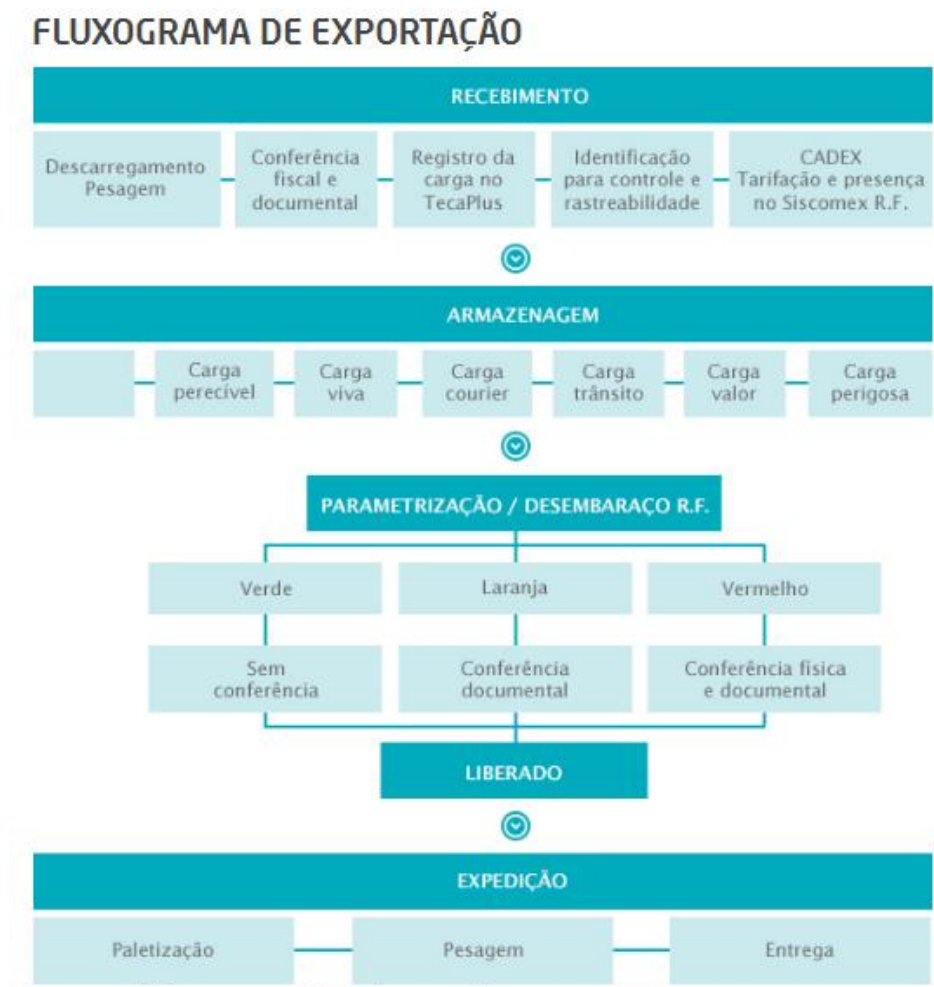 FLUXOGRAMA DE EXPORTAÇÃO
RECEBIMENTO
Descarregamento
Pesagem
Conferência
fiscal e
documental
Registro da
carga no
TecaPlus
Identificação
para controle e
rastreabilidade
CADEX
Tarifação e presença
no Siscomex R.F.
ARMAZENAGEM
Carga
perecível
Carga
viva
Carga
courier
Carga
trânsito
Carga
valor
Carga
perigosa
PARAMETRIZAÇÃO / DESEMBARAÇO R.F.
Verde
Laranja
Vermelho
Sem
conferência
Conferência
documental
Conferência física
e documental
LIBERADO
EXPEDIÇÃO
Paletização
Pesagem
Entrega